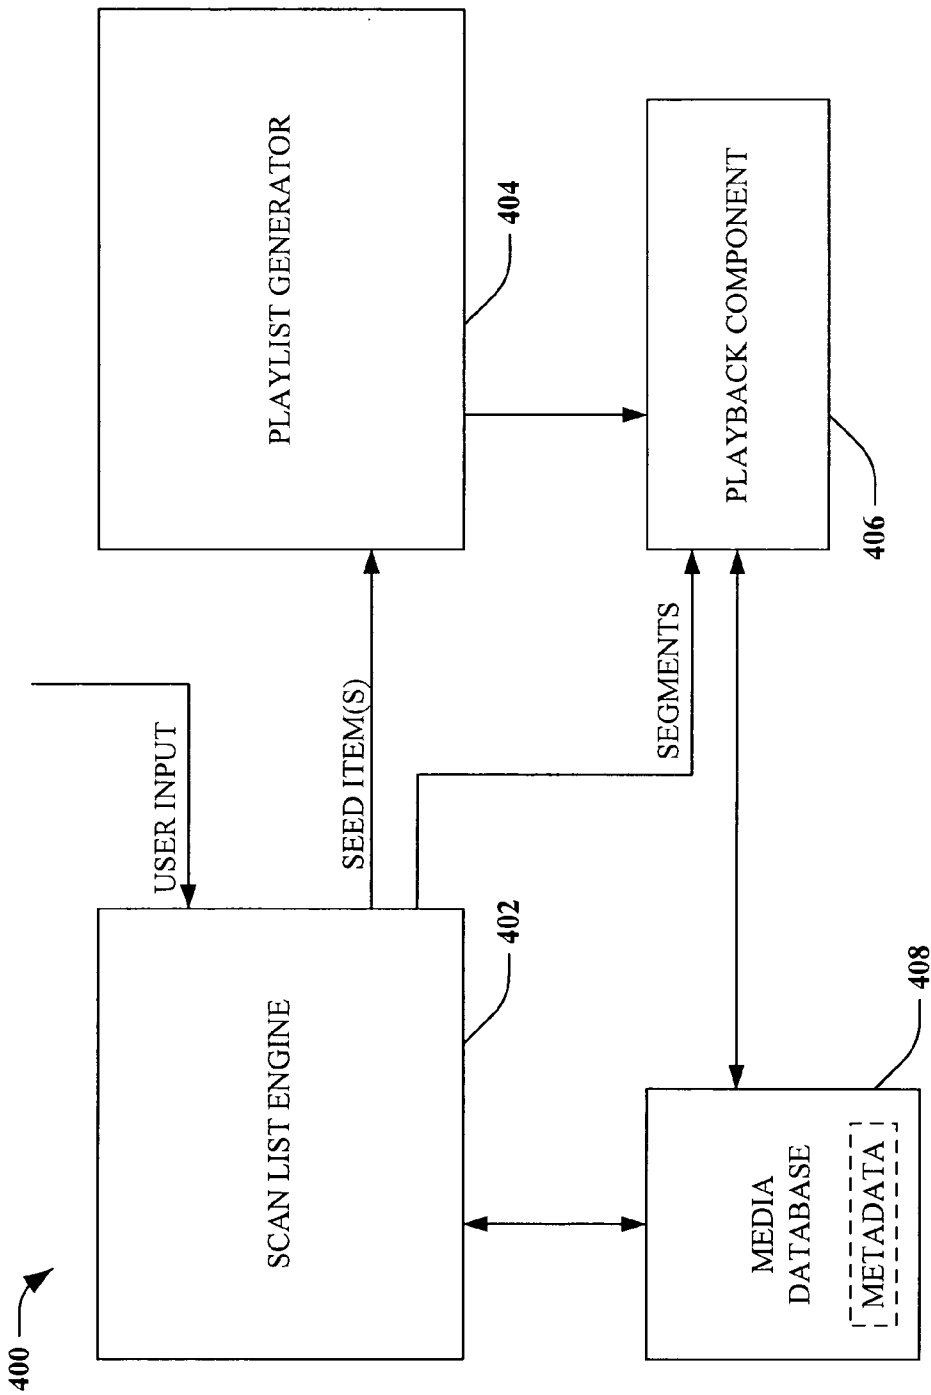 400
USER INPUT
SCAN LIST ENGINE
402
SEED ITEM(S)
PLAYLIST GENERATOR
404
SEGMENTS
MEDIA
DATABASE
METADATA
408
PLAYBACK COMPONENT
406